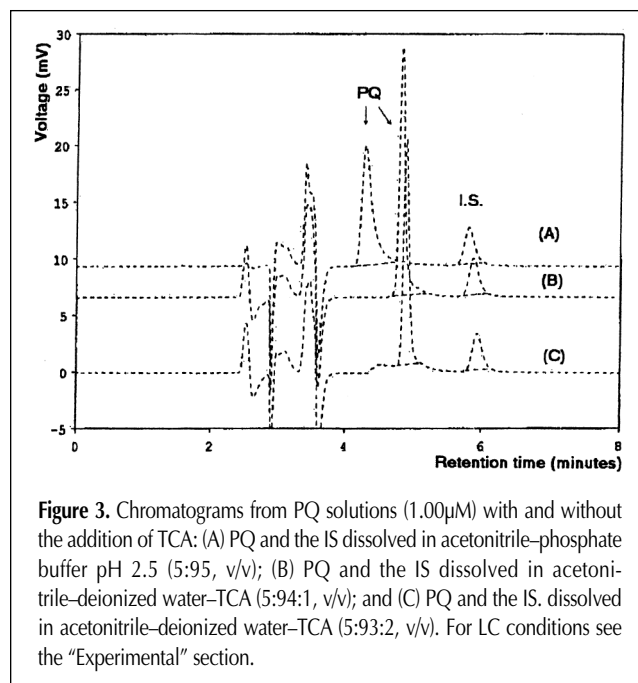 30
Voltage (mV)
25
PQ
20
15
I.S.
(A)
10
(B)
5
(C)
0
−5
0
2
4
6
8
Retention time (minutes)
Figure 3. Chromatograms from PQ solutions (1.00µM) with and without
the addition of TCA: (A) PQ and the IS dissolved in acetonitrile–phosphate
buffer pH 2.5 (5:95, v/v); (B) PQ and the IS dissolved in acetoni-
trile–deionized water–TCA (5:94:1, v/v); and (C) PQ and the IS. dissolved
in acetonitrile–deionized water–TCA (5:93:2, v/v). For LC conditions see
the “Experimental” section.